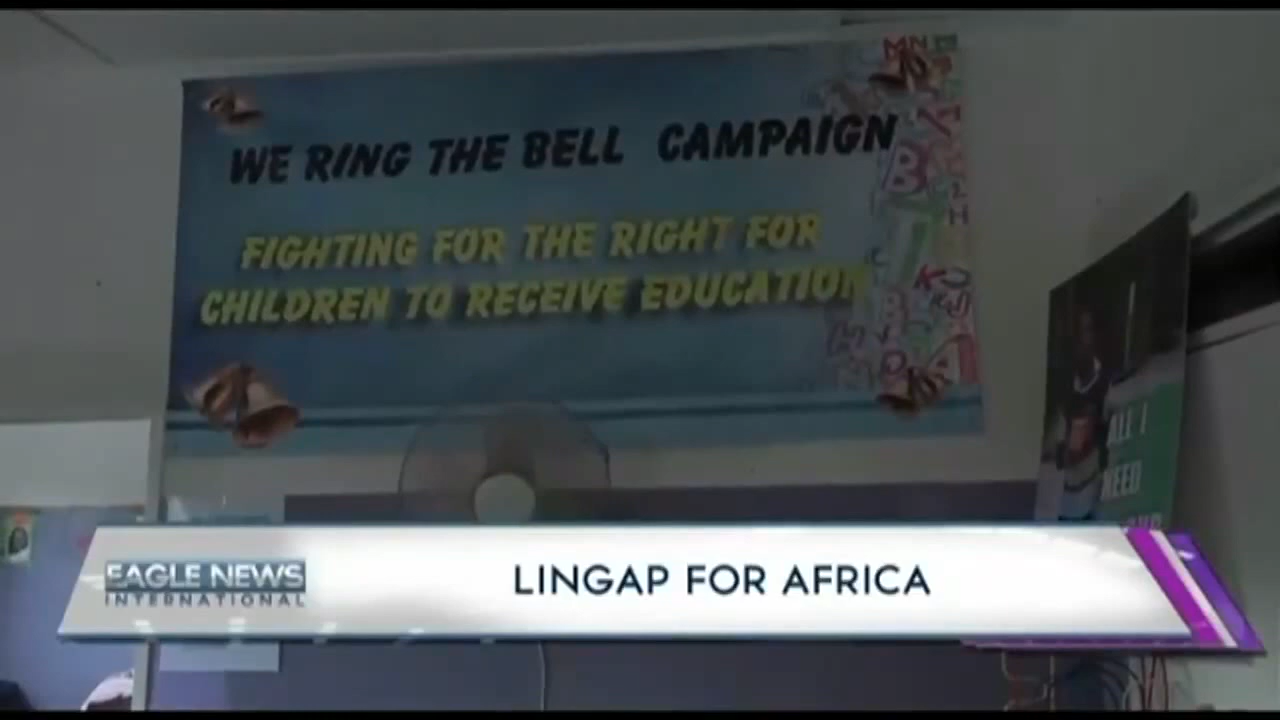 WE RING THE BELL CAMPAIGN
FIGHTING FOR THE RIGHT FOR
CHILDREN TO RECEIVE EDUCATION
ALL I
NEED
EAGLE NEWS
INTERNATIONAL
LINGAP FOR AFRICA